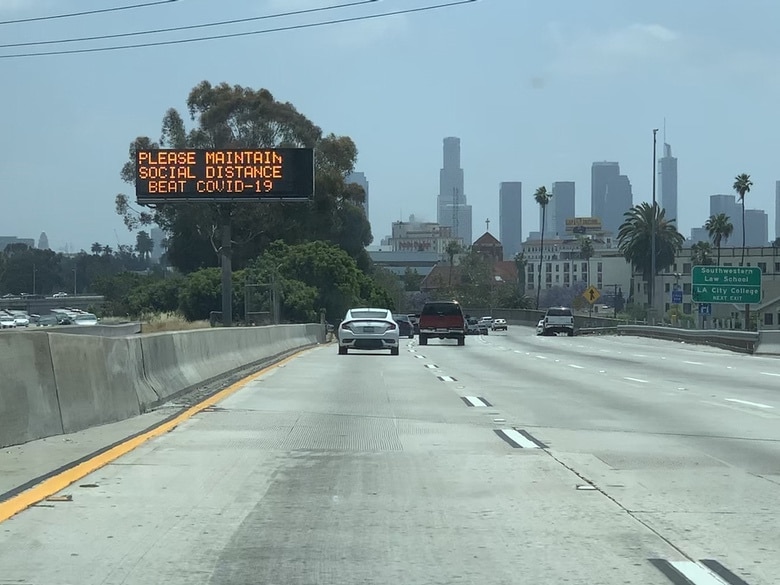 PLEASE MAINTAIN
SOCIAL DISTANCE
BEAT COVID-19
Southwestern
Law School
LA City College
NEXT EXIT